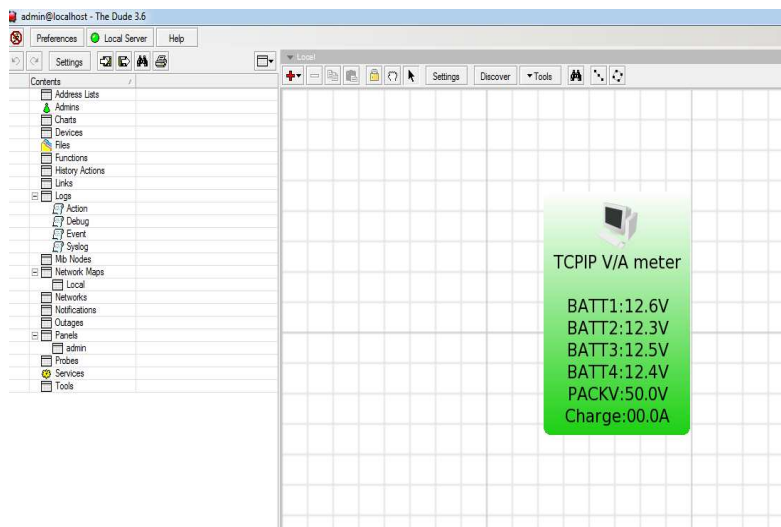 admin@localhost - The Dude 3.6
Preferences Local Server Help
Settings
Contents
Address Lists
Admins
Charts
Devices
Files
Functions
History Actions
Links
Logs
Action
Debug
Event
Syslog
Mib Nodes
Network Maps
Local
Networks
Notifications
Outages
Panels
admin
Probes
Services
Tools
Local
Settings Discover Tools
TCPIP V/A meter
BATT1:12.6V
BATT2:12.3V
BATT3:12.5V
BATT4:12.4V
PACKV:50.0V
Charge:00.0A